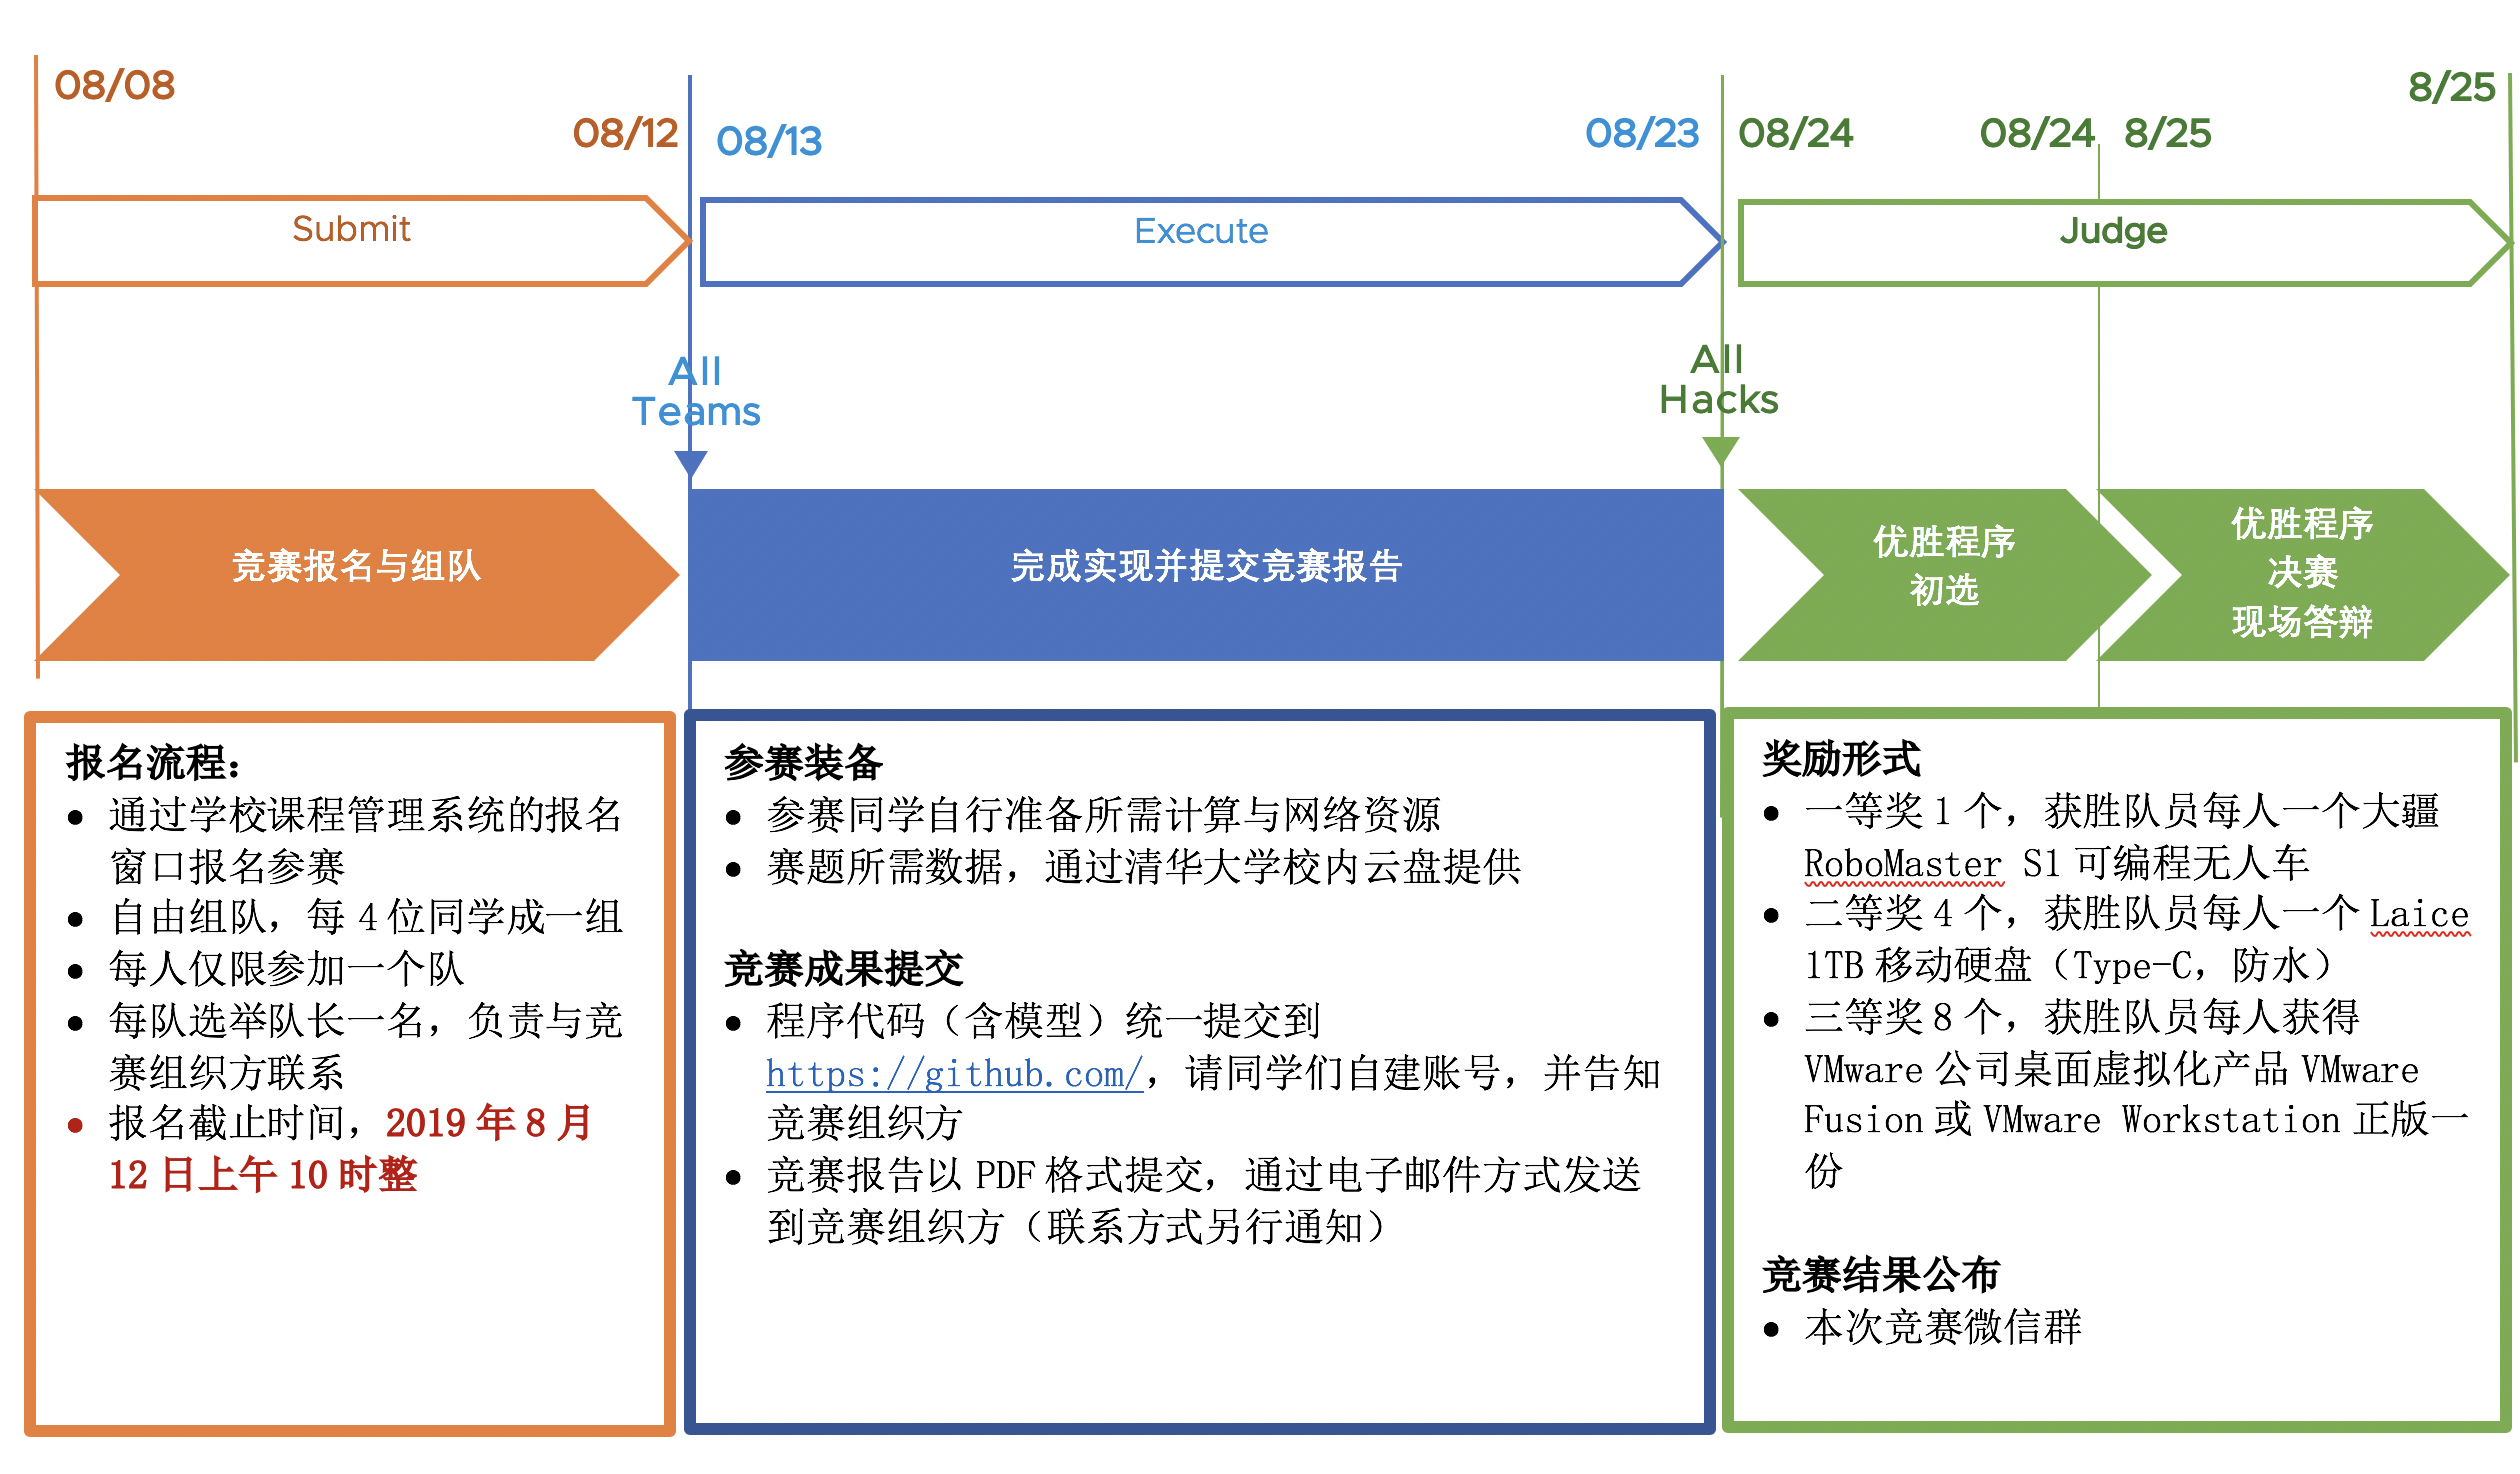 08/08
08/12
08/13
08/23
08/24
08/24
8/25
8/25
Submit
Execute
Judge
All
Teams
All
Hacks
竞赛报名与组队
完成实现并提交竞赛报告
优胜程序
初选
优胜程序
决赛
现场答辩
报名流程：
• 通过学校课程管理系统的报名
窗口报名参赛
• 自由组队，每 4 位同学成一组
• 每人仅限参加一个队
• 每队选举队长一名，负责与竞
赛组织方联系
• 报名截止时间，2019 年 8 月
12 日上午 10 时整
参赛装备
• 参赛同学自行准备所需计算与网络资源
• 赛题所需数据，通过清华大学校内云盘提供
竞赛成果提交
• 程序代码（含模型）统一提交到
https://github.com/，请同学们自建账号，并告知
竞赛组织方
• 竞赛报告以 PDF 格式提交，通过电子邮件方式发送
到竞赛组织方（联系方式另行通知）
奖励形式
• 一等奖 1 个，获胜队员每人一个大疆
RoboMaster S1 可编程无人车
• 二等奖 4 个，获胜队员每人一个 Laice
1TB 移动硬盘（Type-C，防水）
• 三等奖 8 个，获胜队员每人获得
VMware 公司桌面虚拟化产品 VMware
Fusion 或 VMware Workstation 正版一
份
竞赛结果公布
• 本次竞赛微信群